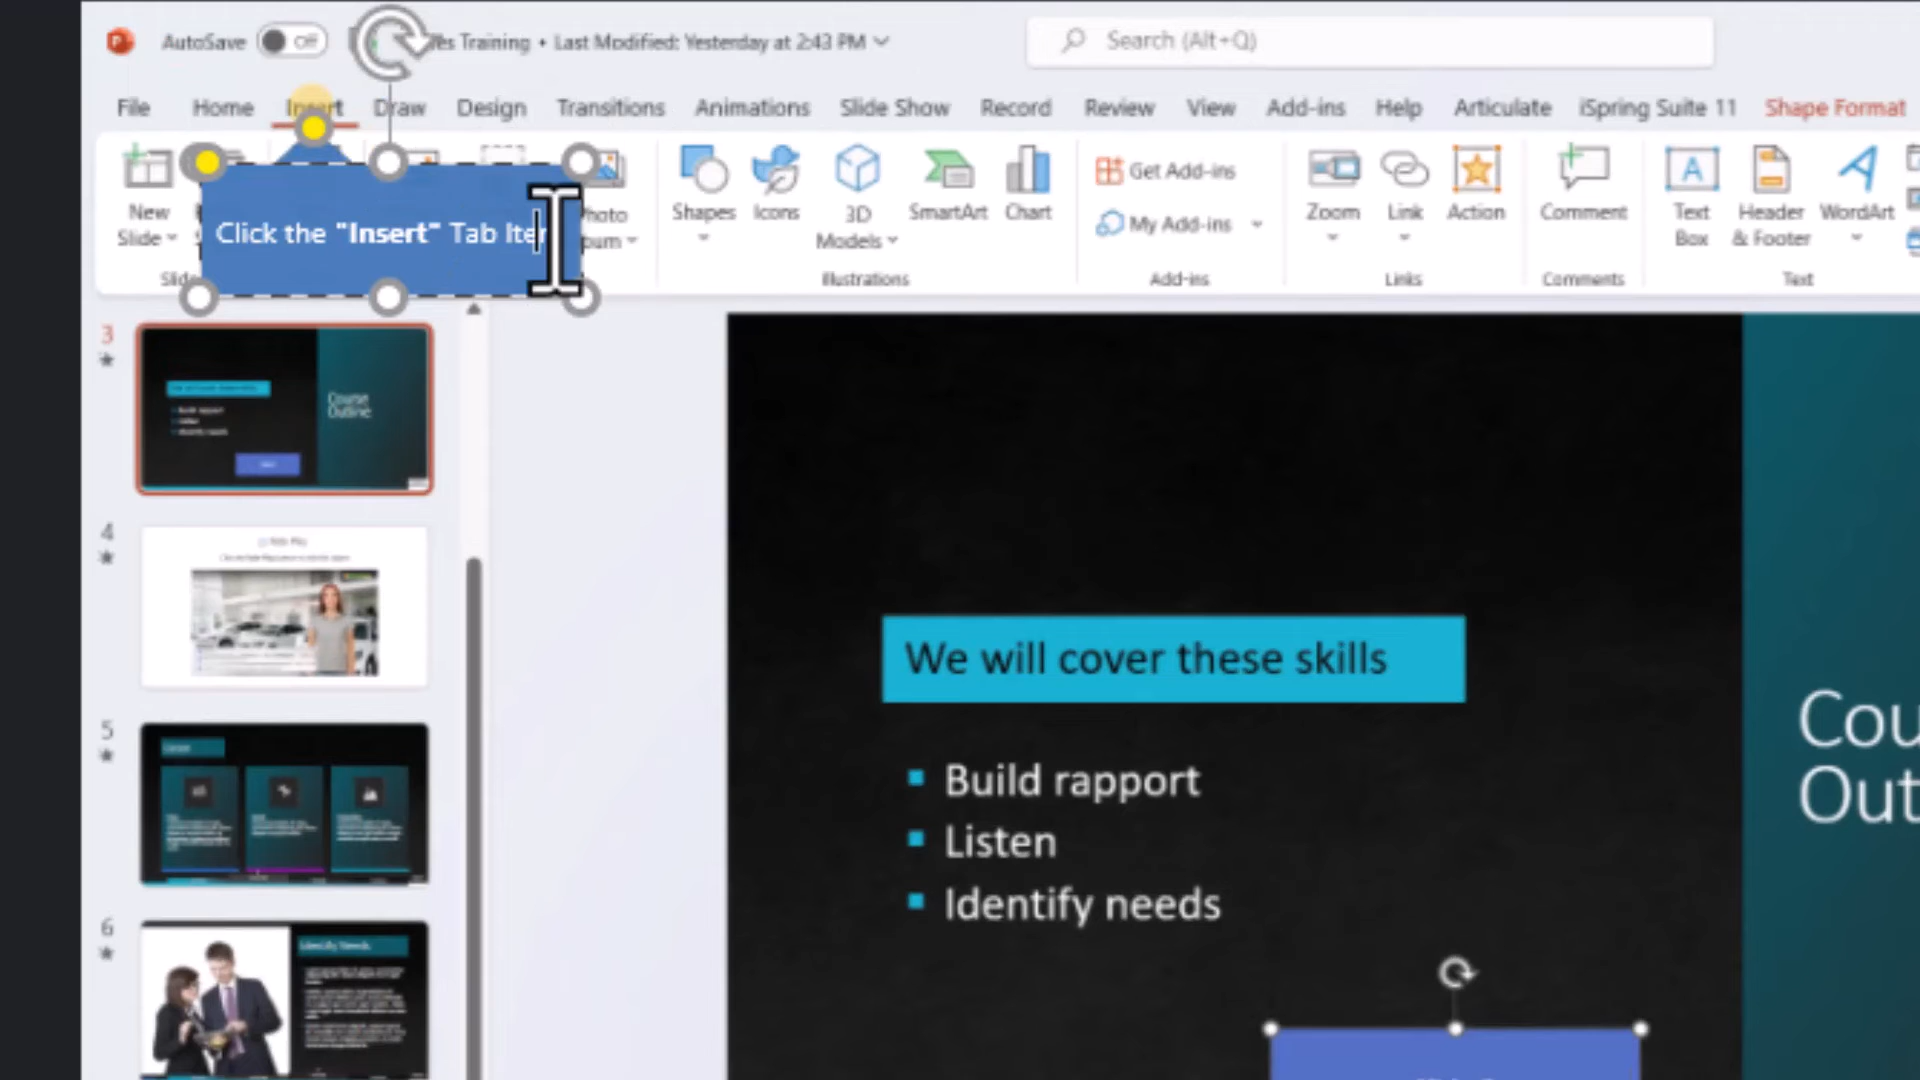 AutoSave Off Training • Last Modified: Yesterday at 2:43 PM Search (Alt+Q)
File Home Insert Draw Design Transitions Animations Slide Show Record Review View Add-ins Help Articulate iSpring Suite 11 Shape Format
New Slide
Click the "Insert" Tab
Shapes Icons 3D Models SmartArt Chart
Illustrations
Get Add-ins
My Add-ins
Add-ins
Zoom Link Action
Links
Comment
Comments
Text Box Header & Footer WordArt
Text
3
Course
Outline
4
5
6
Identify Needs
We will cover these skills
Build rapport
Listen
Identify needs
Cou
Out